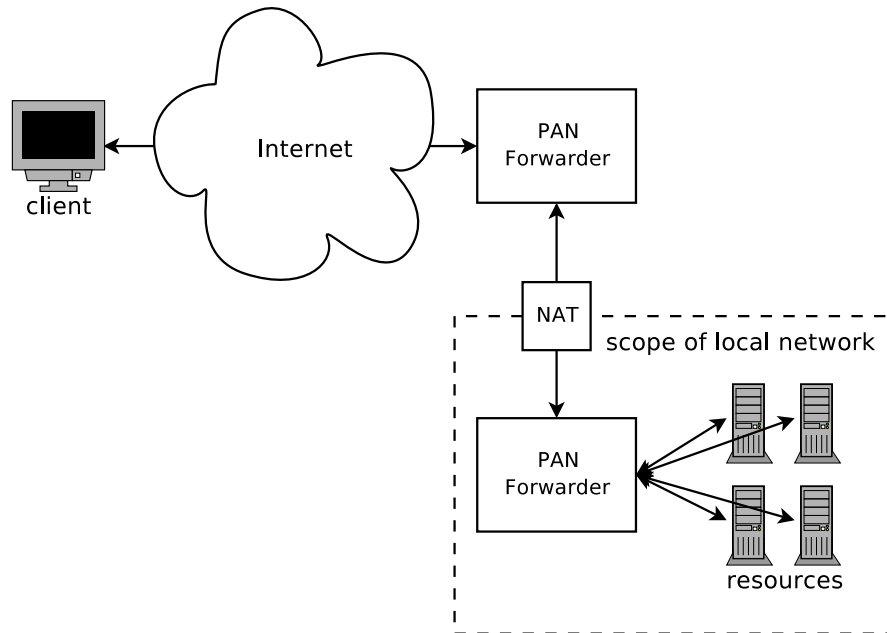 PAN
Forwarder
Internet
client
NAT
scope of local network
PAN
Forwarder
resources